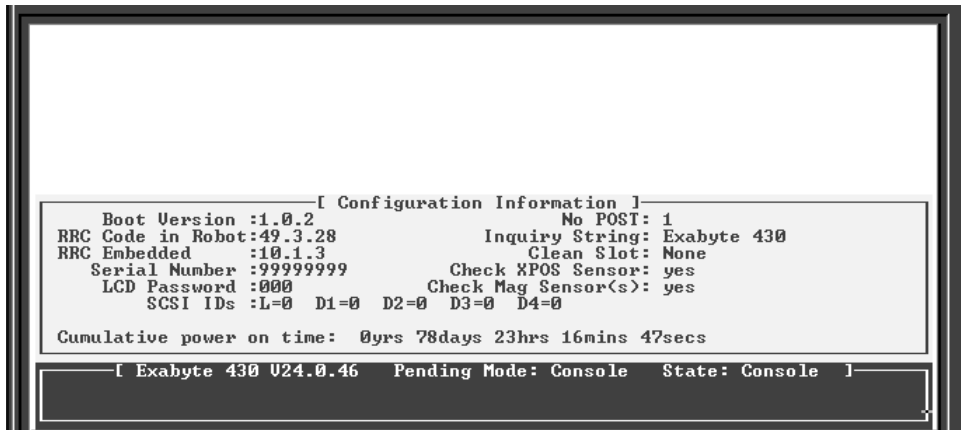 [ Configuration Information ]
Boot Version :1.0.2 No POST: 1
RRC Code in Robot:49.3.28 Inquiry String: Exabyte 430
RRC Embedded :10.1.3 Clean Slot: None
Serial Number :99999999 Check XPOS Sensor: yes
LCD Password :000 Check Mag Sensor(s): yes
SCSI IDs :L=0 D1=0 D2=0 D3=0 D4=0
Cumulative power on time: 0yrs 78days 23hrs 16mins 47secs
[ Exabyte 430 V24.0.46 Pending Mode: Console State: Console ]